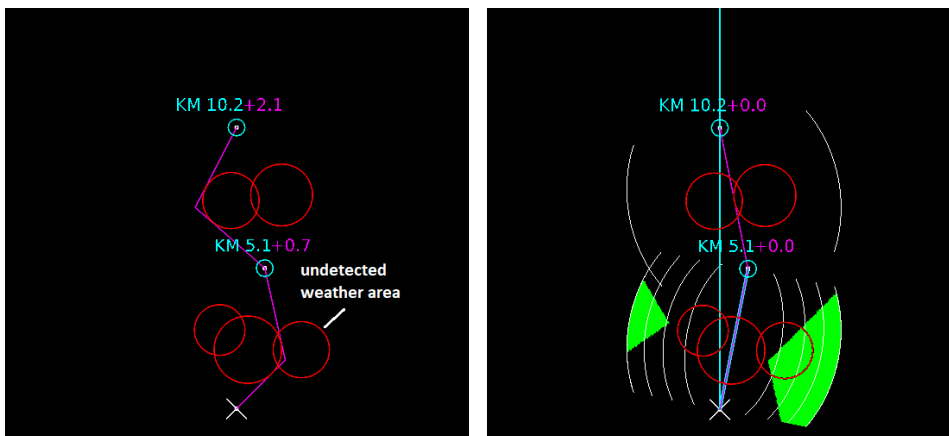 KM 10.2+2.1
KM 5.1+0.7
undetected
weather area
KM 10.2+0.0
KM 5.1+0.0